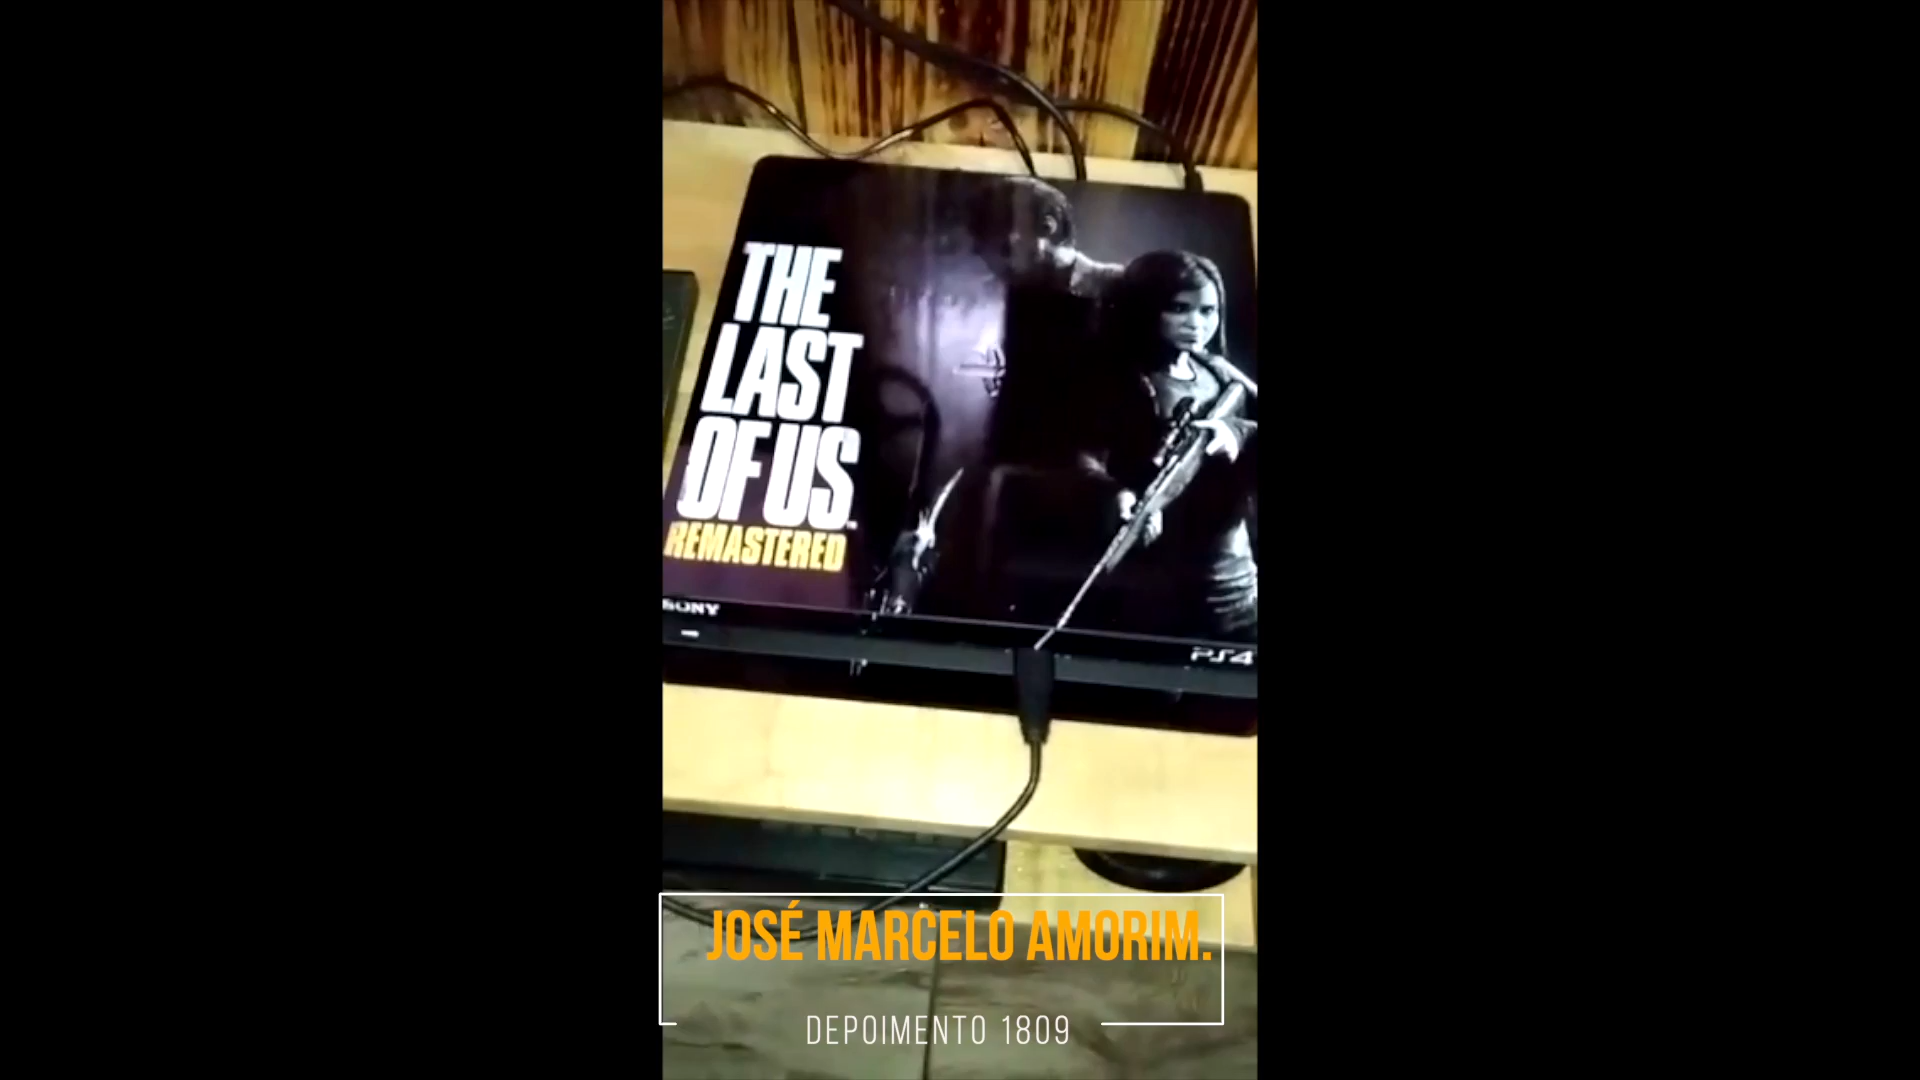 THE
LAST
OF US
REMASTERED
SONY
PS4
JOSÉ MARCELO AMORIM.
DEPOIMENTO 1809